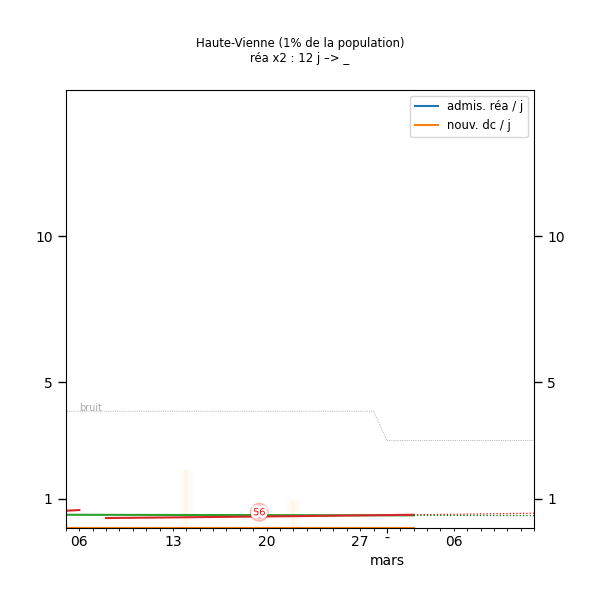 Haute-Vienne (1% de la population)
réa x2 : 12 j –> _
admis. réa / j
nouv. dc / j
10 10
5 5
bruit
1 1
56
06 13 20 27 - 06
mars